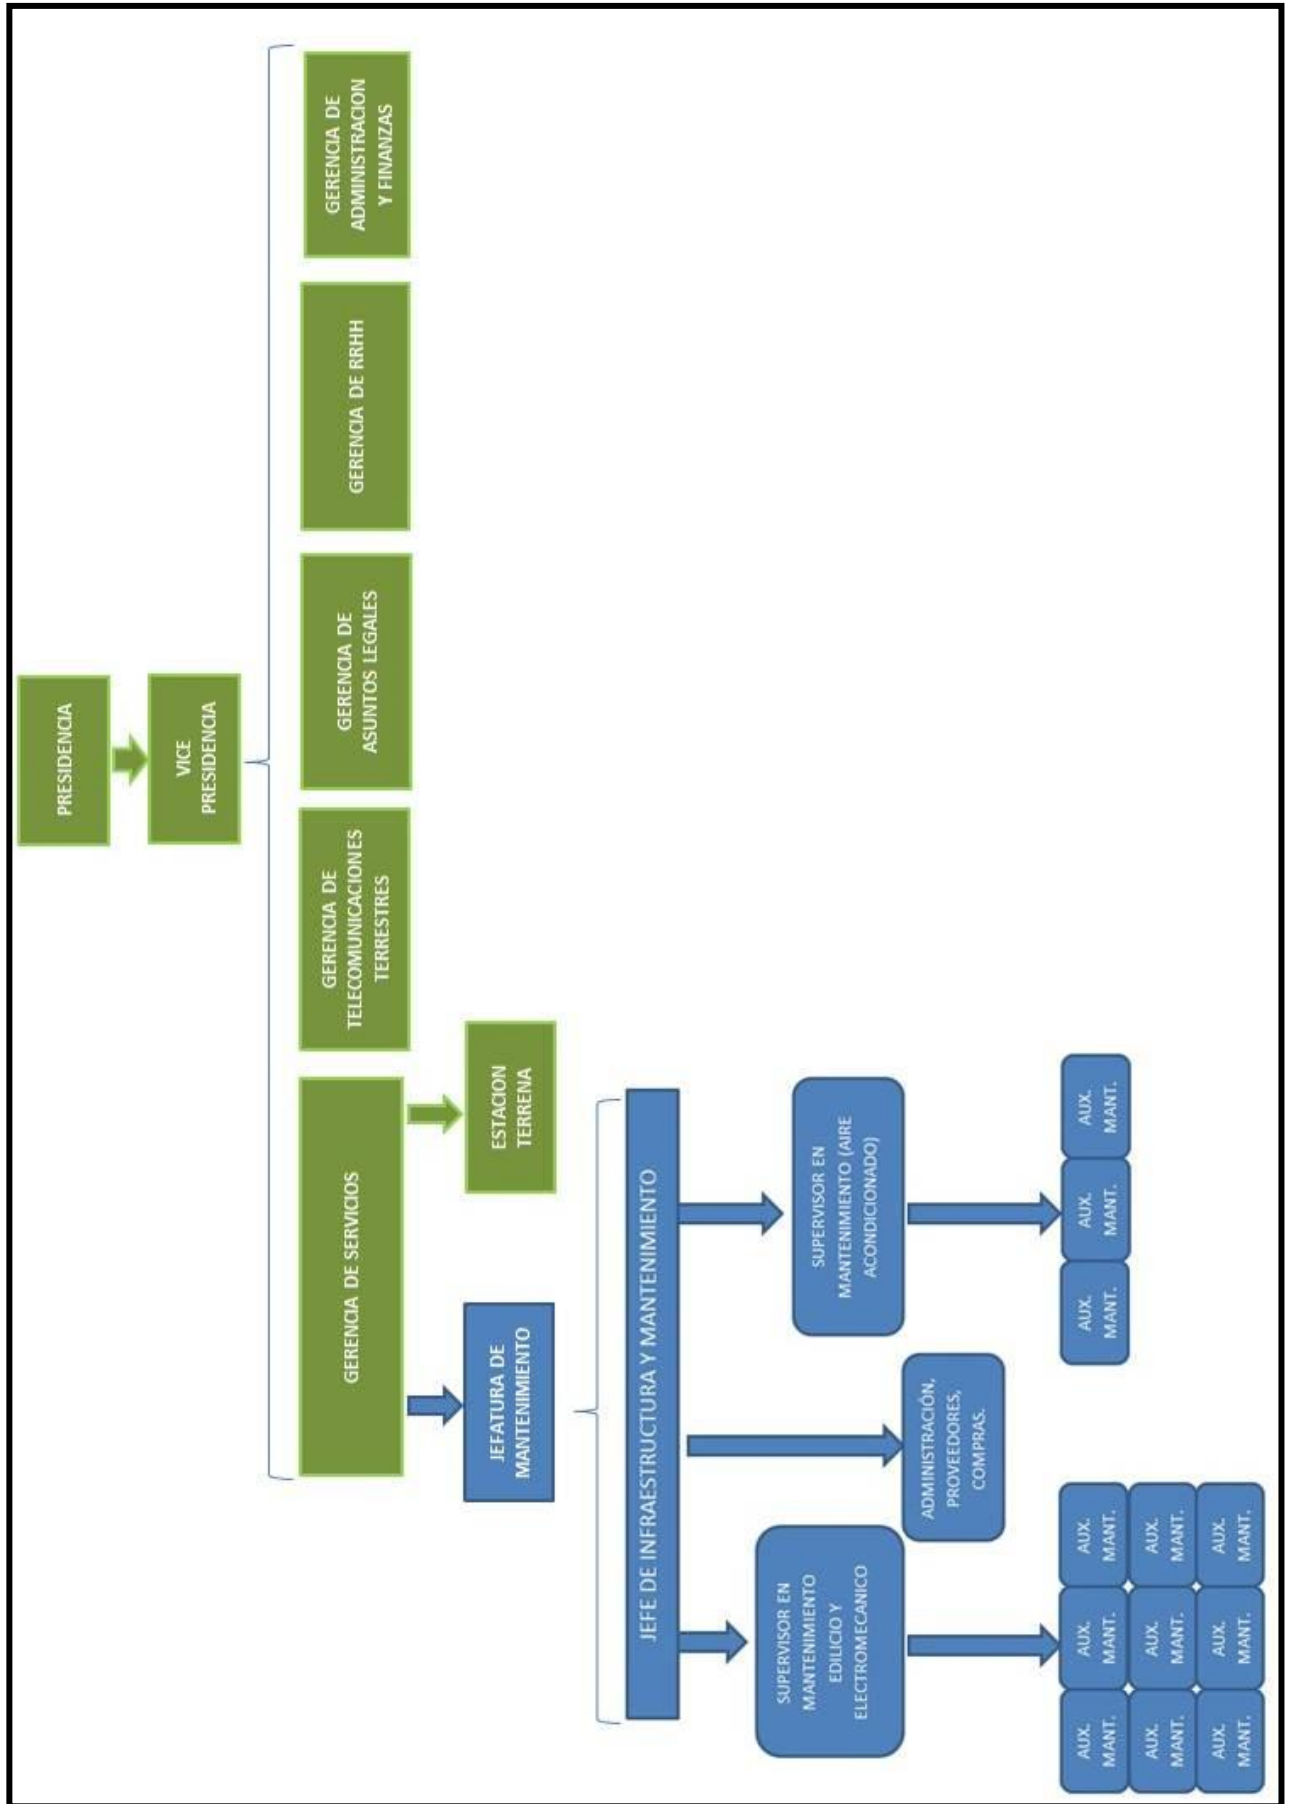 PRESIDENCIA
VICE
PRESIDENCIA
GERENCIA DE SERVICIOS
GERENCIA DE
TELECOMUNICACIONES
TERRESTRES
GERENCIA DE
ASUNTOS LEGALES
GERENCIA DE RRHH
GERENCIA DE
ADMINISTRACION
Y FINANZAS
JEFATURA DE
MANTENIMIENTO
ESTACION
TERRENA
JEFE DE INFRAESTRUCTURA Y MANTENIMIENTO
SUPERVISOR EN
MANTENIMIENTO
EDILICIO Y
ELECTROMECANICO
ADMINISTRACIÓN,
PROVEEDORES,
COMPRAS.
SUPERVISOR EN
MANTENIMIENTO (AIRE
ACONDICIONADO)
AUX.
MANT.
AUX.
MANT.
AUX.
MANT.
AUX.
MANT.
AUX.
MANT.
AUX.
MANT.
AUX.
MANT.
AUX.
MANT.
AUX.
MANT.
AUX.
MANT.
AUX.
MANT.
AUX.
MANT.